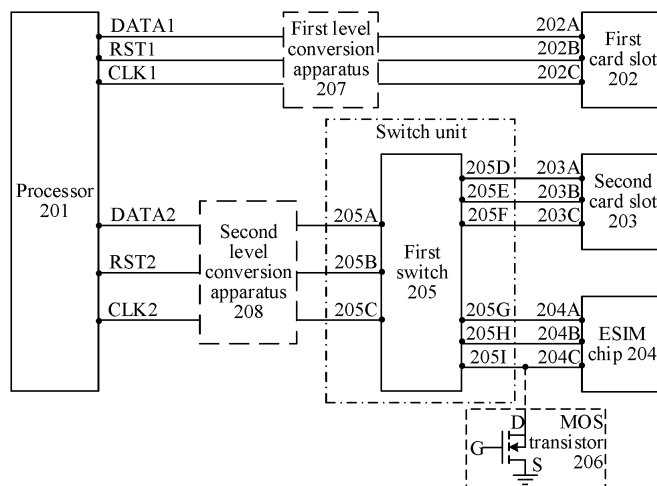 DATA1
RST1
CLK1
First level
conversion
apparatus
207
202A
202B
202C
First
card slot
202
Switch unit
Processor
201
DATA2
RST2
CLK2
Second
level
conversion
apparatus
208
205A
205B
205C
First
switch
205
205D
205E
205F
203A
203B
203C
Second
card slot
203
205G
205H
205I
204A
204B
204C
ESIM
chip 204
D
G
S
MOS
transistor
206